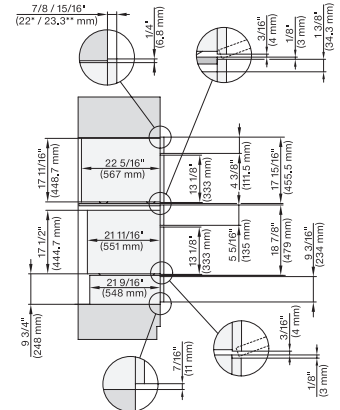 7/8 / 15/16"
(22* / 23.3** mm)
1/4"
(6.8 mm)
3/16"
(4 mm)
1/8"
(3 mm)
1 3/8"
(34.3 mm)
17 11/16"
(448.7 mm)
22 5/16"
(567 mm)
13 1/8"
(333 mm)
4 3/8"
(111.5 mm)
17 15/16"
(455.5 mm)
17 1/2"
(444.7 mm)
21 11/16"
(551 mm)
13 1/8"
(333 mm)
5 5/16"
(135 mm)
18 7/8"
(479 mm)
9 3/16"
(234 mm)
21 9/16"
(548 mm)
9 3/4"
(248 mm)
7/16"
(11 mm)
3/16"
(4 mm)
1/8"
(3 mm)